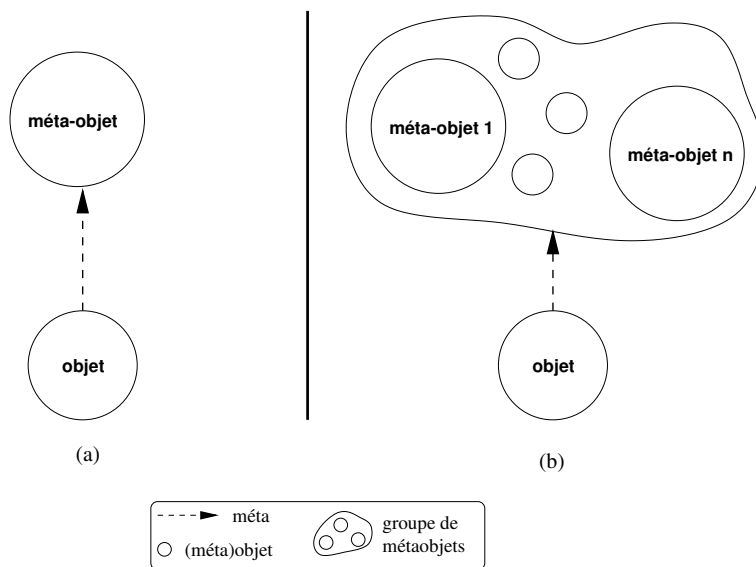 méta-objet
objet
(a)
méta-objet 1
méta-objet n
objet
(b)
méta
(méta)objet
groupe de
métaobjets